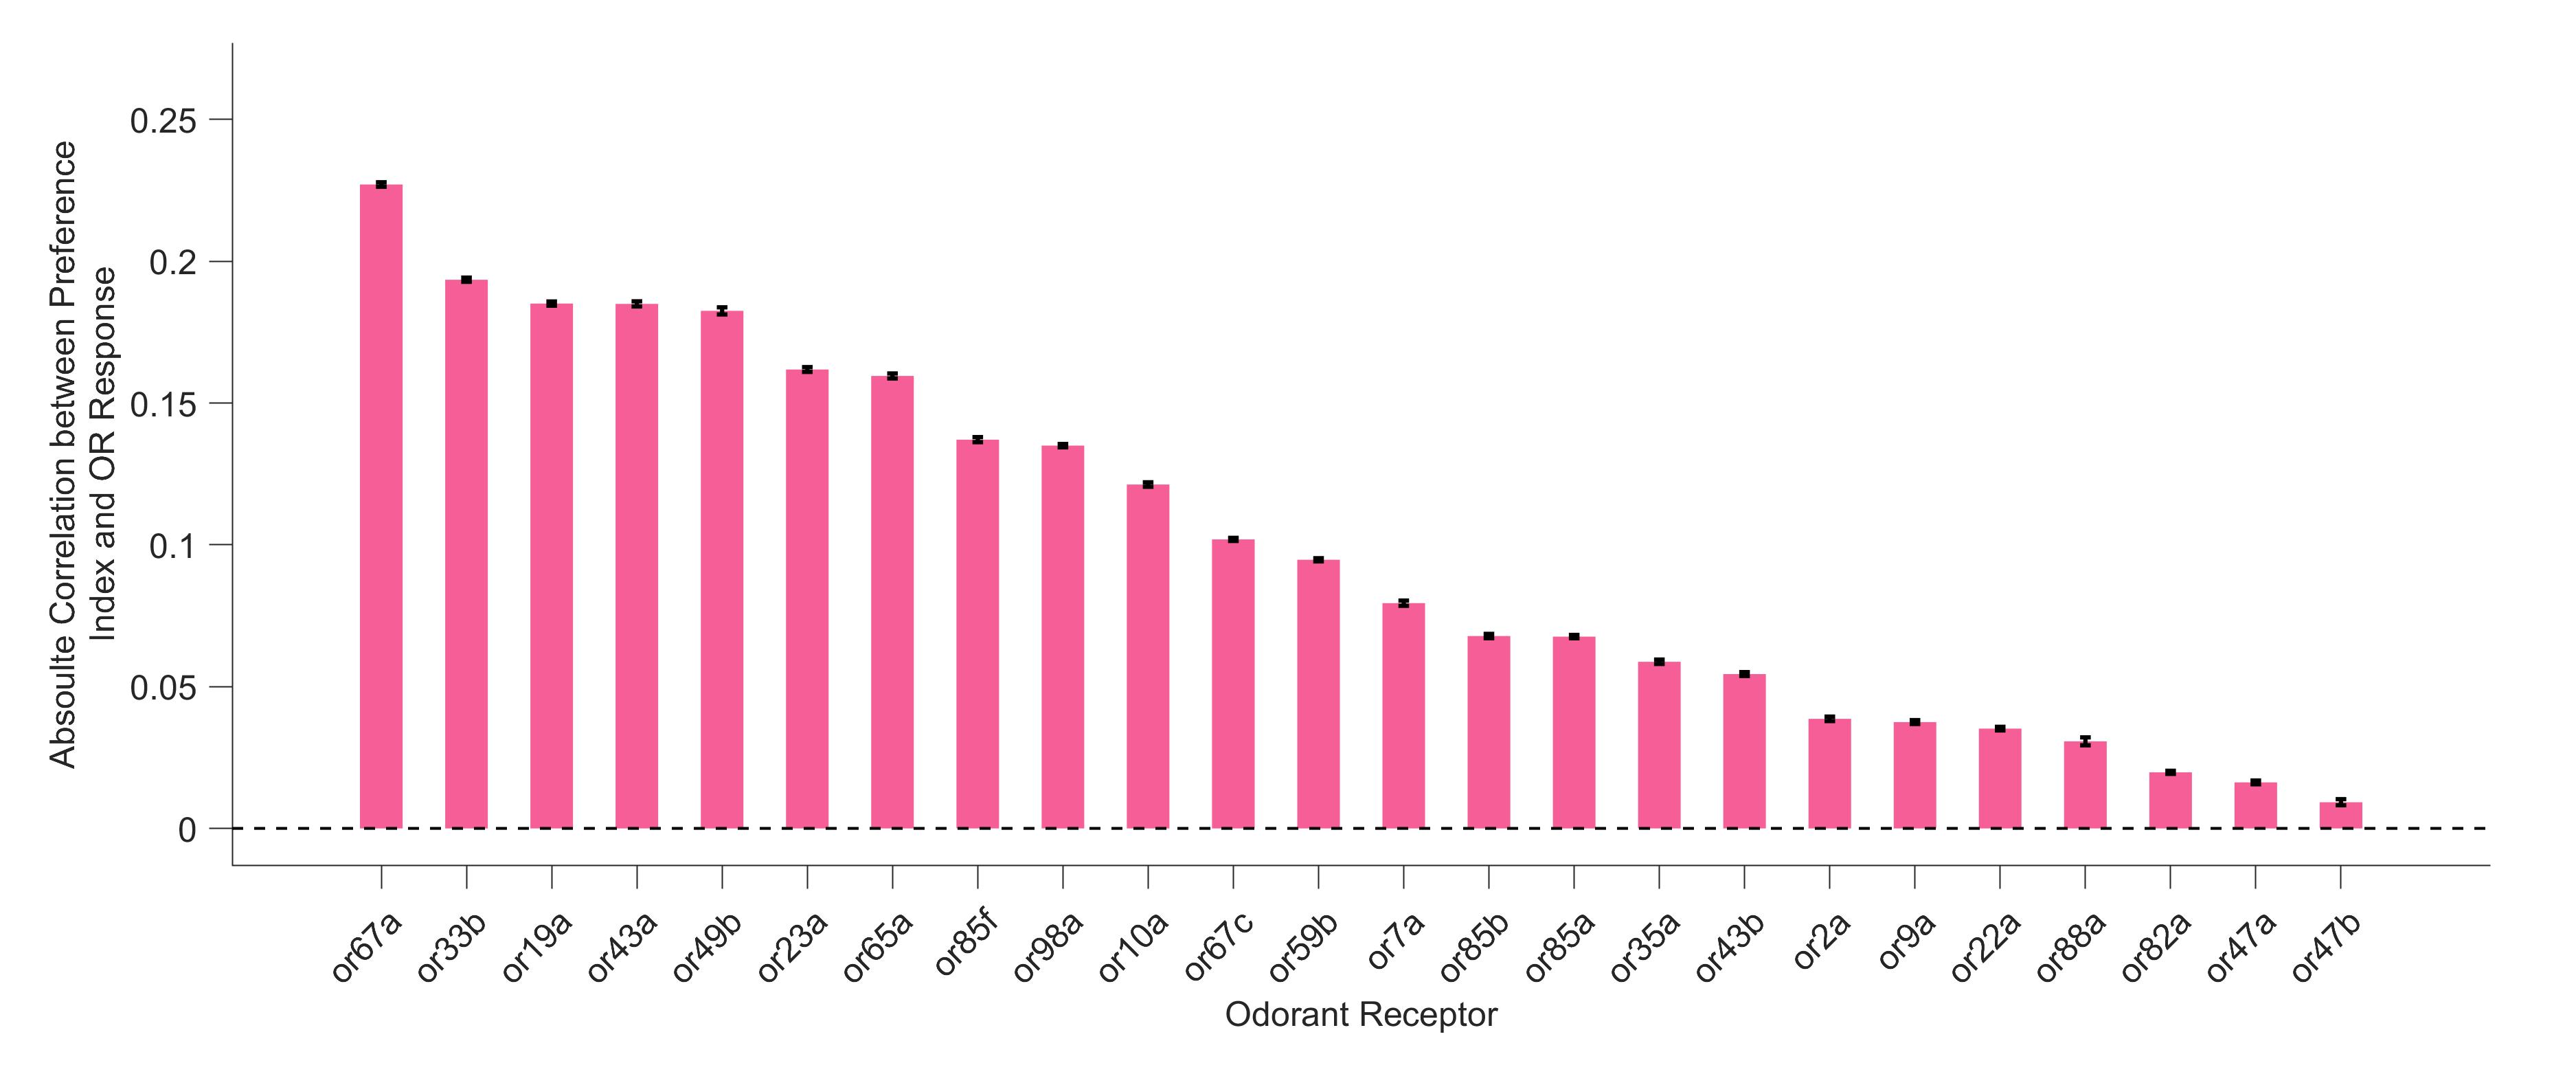 Absoulte Correlation between Preference
Index and OR Response
0.25
0.2
0.15
0.1
0.05
0
or67a
or33b
or19a
or43a
or49b
or23a
or65a
or85f
or98a
or10a
or67c
or59b
or7a
or85b
or85a
or35a
or43b
or2a
or9a
or22a
or88a
or82a
or47a
or47b
Odorant Receptor